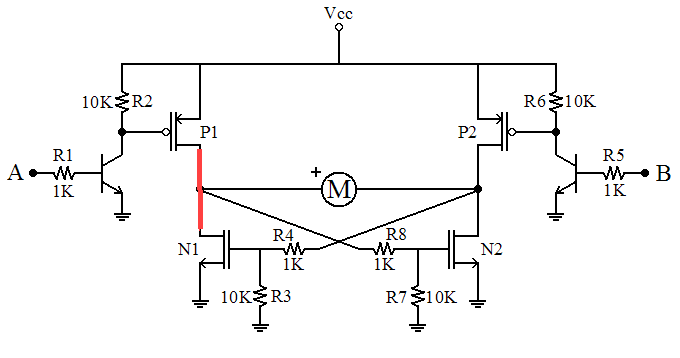 Vcc
10K R2
R6 10K
P1
P2
A
R1
1K
+
M
R5
1K
B
N1
R4
1K
R8
1K
N2
10K R3
R7 10K